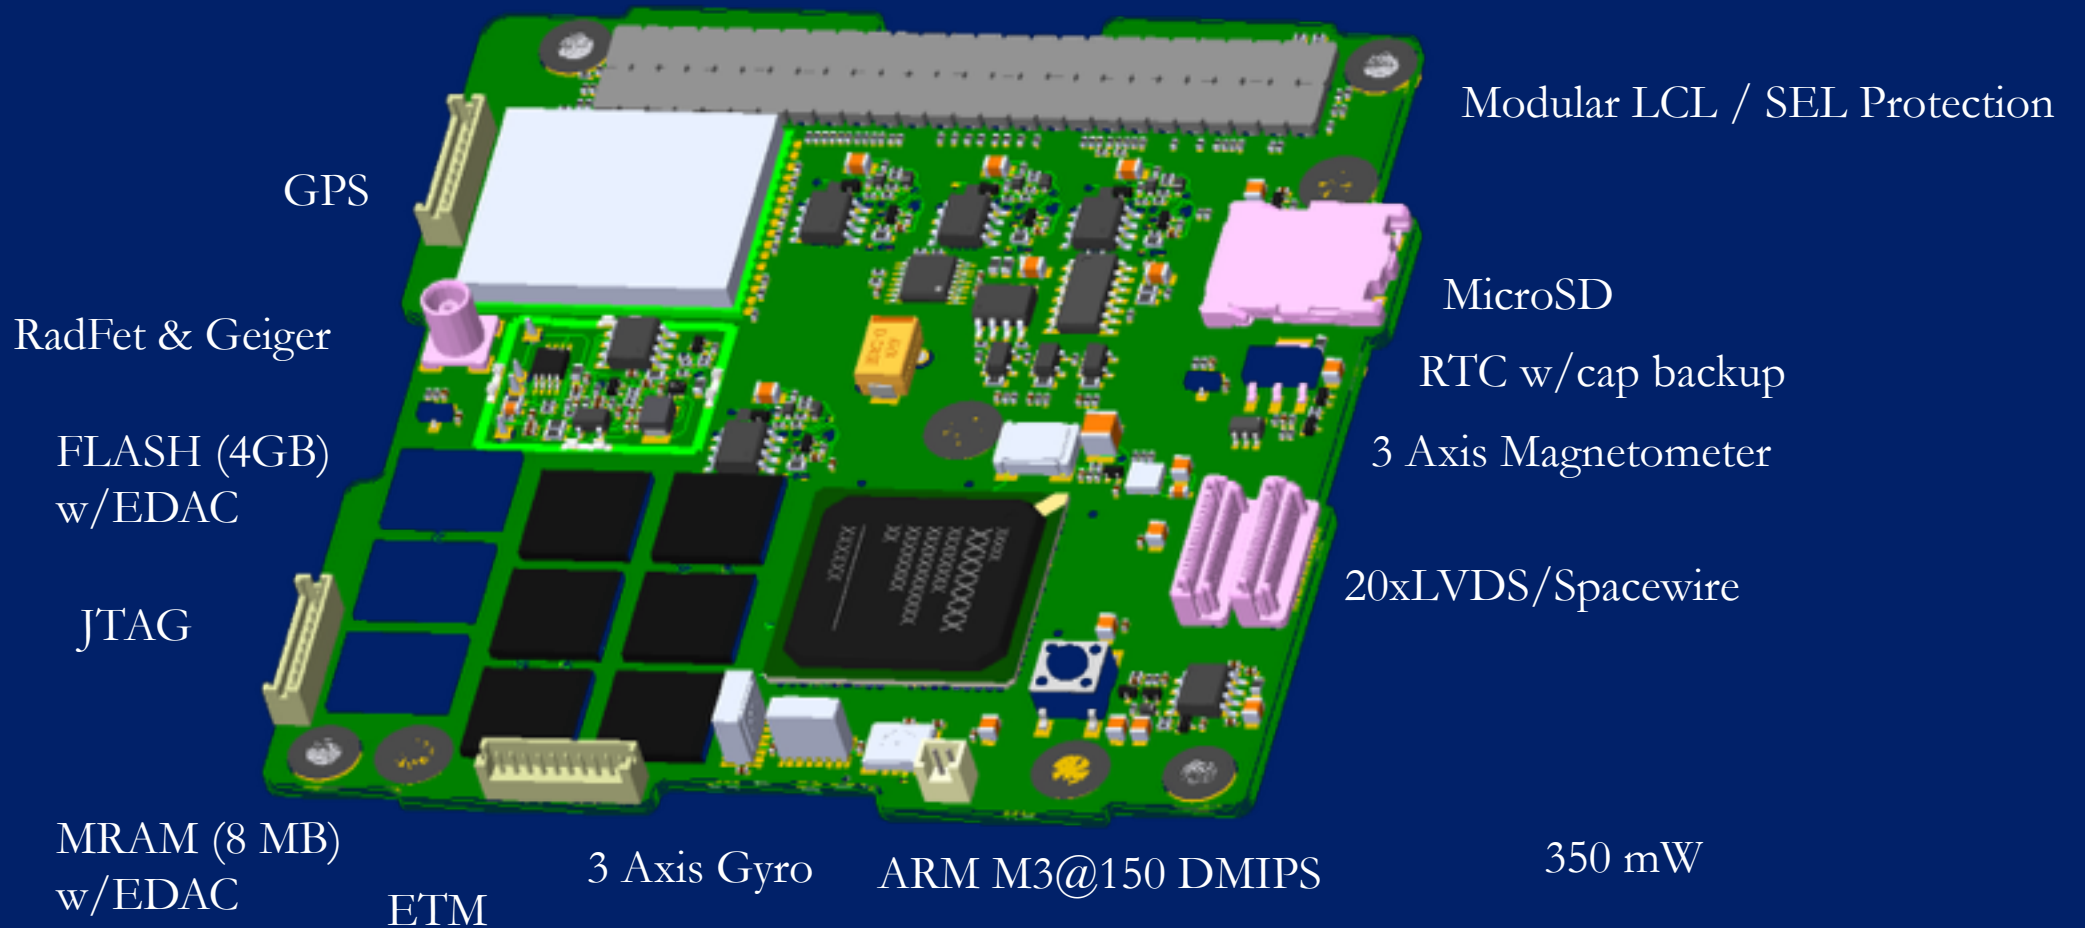 Modular LCL / SEL Protection
GPS
MicroSD
RadFet & Geiger
RTC w/cap backup
FLASH (4GB)
w/EDAC
3 Axis Magnetometer
JTAG
20xLVDS/Spacewire
MRAM (8 MB)
w/EDAC
ETM
3 Axis Gyro
ARM M3@150 DMIPS
350 mW